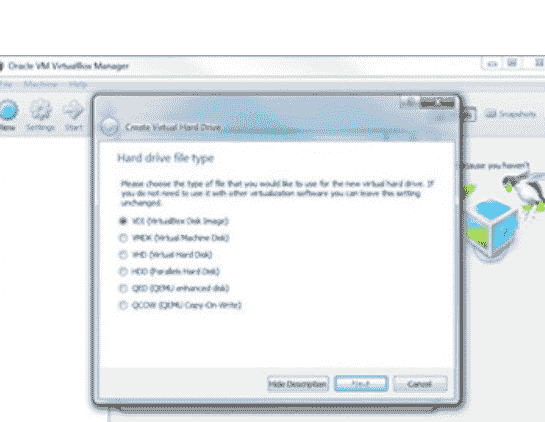 Oracle VM VirtualBox Manager
File Machine Help
New Settings Start
Snapshots
Create Virtual Hard Drive
because you haven't
Hard drive file type
Please choose the type of file that you would like to use for the new virtual hard drive. If
you do not need to use it with other virtualization software you can leave this setting
unchanged.
VDI (VirtualBox Disk Image)
VMDK (Virtual Machine Disk)
VHD (Virtual Hard Disk)
HDD (Parallels Hard Disk)
QED (QEMU enhanced disk)
QCOW (QEMU Copy-On-Write)
Hide Description Next Cancel